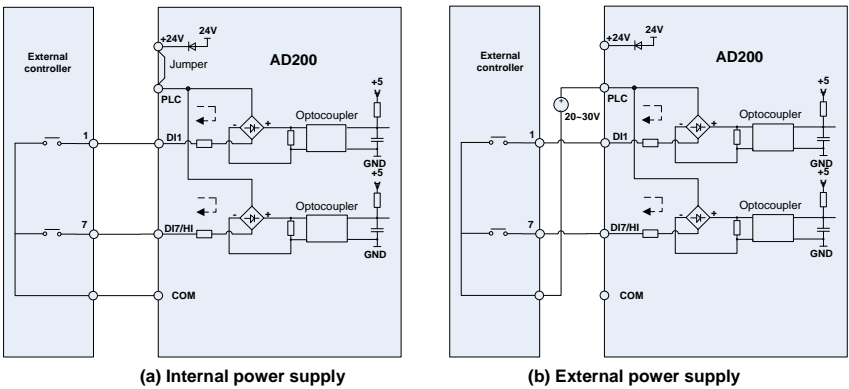 24V
+24V
External
controller
Jumper
AD200
PLC
+5
1
DI1
Optocoupler
GND
+5
7
DI7/HI
Optocoupler
GND
COM
(a) Internal power supply
24V
+24V
External
controller
AD200
PLC
+
20~30V
+5
1
DI1
-
+
Optocoupler
GND
+5
7
DI7/HI
-
+
Optocoupler
GND
COM
(b) External power supply